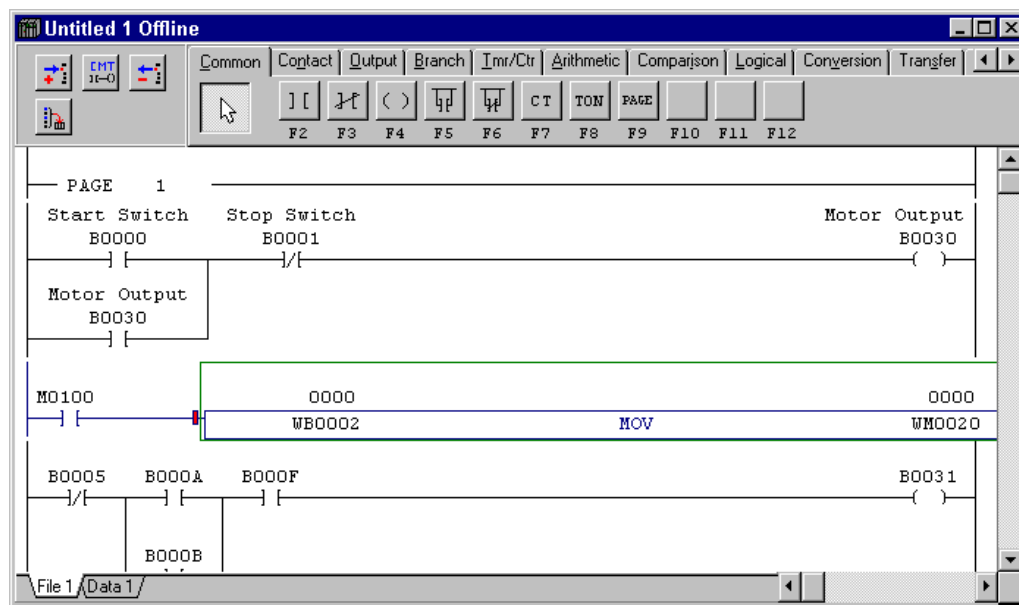 Untitled 1 Offline
CMT
Common Contact Output Branch Tmr/Ctr Arithmetic Comparison Logical Conversion Transfer
CT TON PAGE
F2 F3 F4 F5 F6 F7 F8 F9 F10 F11 F12
PAGE 1
Start Switch Stop Switch Motor Output
B0000 B0001 B0030
Motor Output
B0030
M0100 0000 0000
WB0002 MOV WM0020
B0005 B000A B000F B0031
B000B
File 1 Data 1